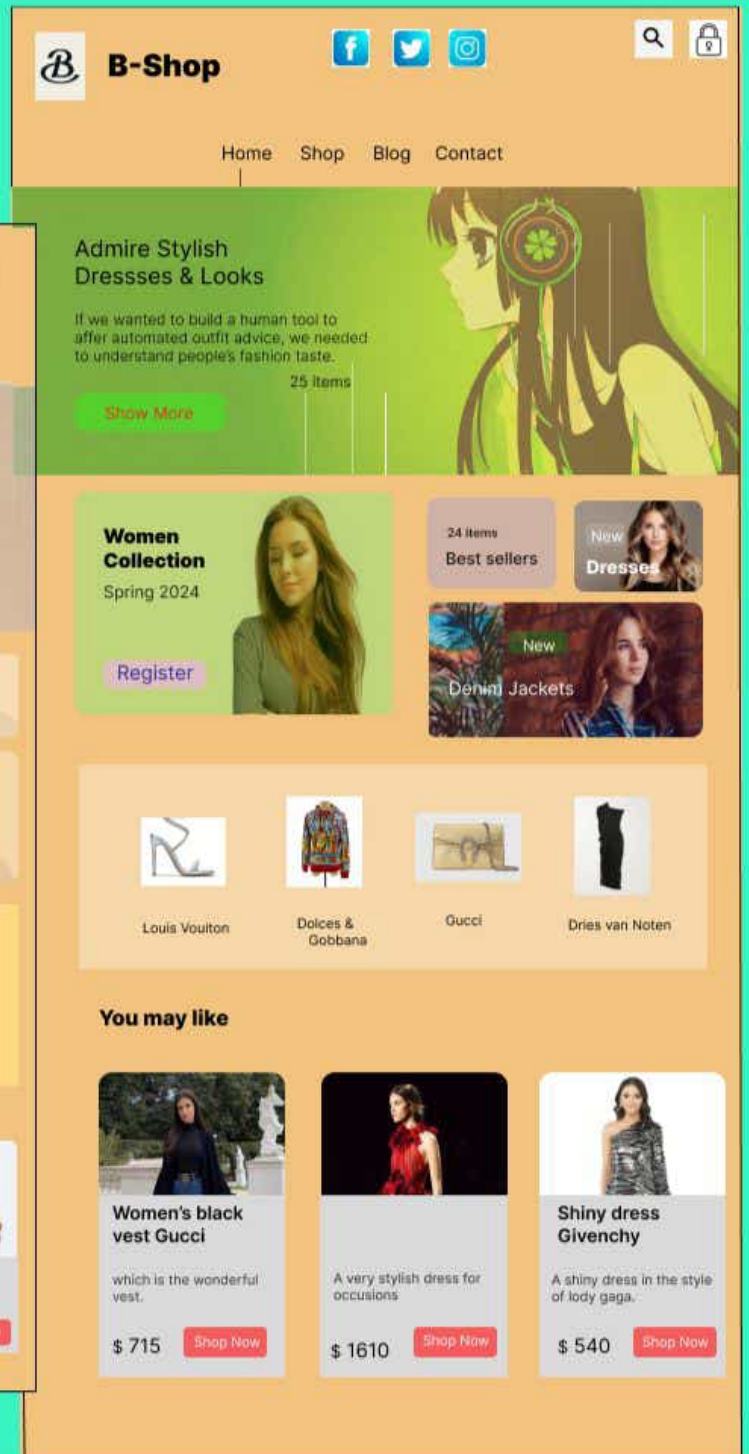 B
B-Shop
Home Shop Blog Contact
Admire Stylish
Dressses & Looks
If we wanted to build a human tool to
affer automated outfit advice, we needed
to understand people's fashion taste.
25 items
Show More
Women
Collection
Spring 2024
Register
24 items
Best sellers
New
Dresses
New
Denim Jackets
Louis Voulton
Dolces &
Gobbana
Gucci
Dries van Noten
You may like
Women's black
vest Gucci
which is the wonderful
vest.
$ 715 Shop Now
A very stylish dress for
occusions
$ 1610 Shop Now
Shiny dress
Givenchy
A shiny dress in the style
of lody gaga.
$ 540 Shop Now